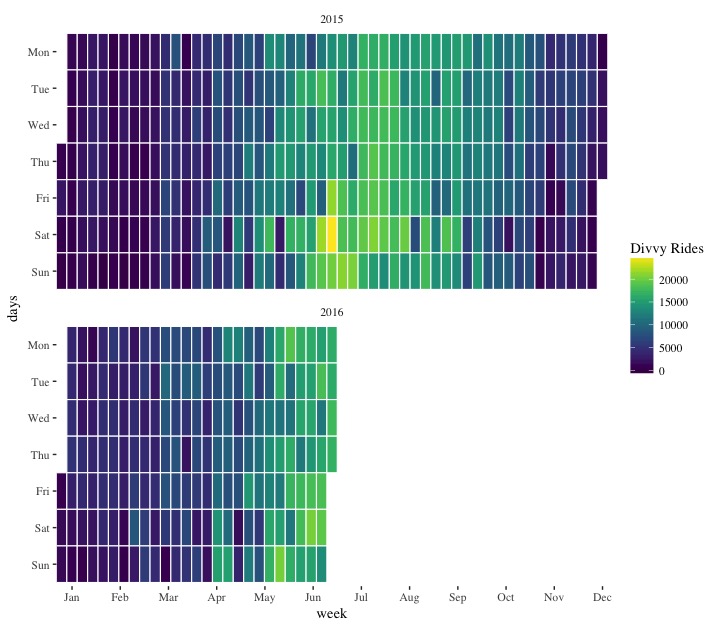 2015
Mon
Tue
Wed
Thu
Fri
Sat
Sun
2016
Mon
Tue
Wed
Thu
Fri
Sat
Sun
days
Jan Feb Mar Apr May Jun Jul Aug Sep Oct Nov Dec
week
Divvy Rides
20000
15000
10000
5000
0